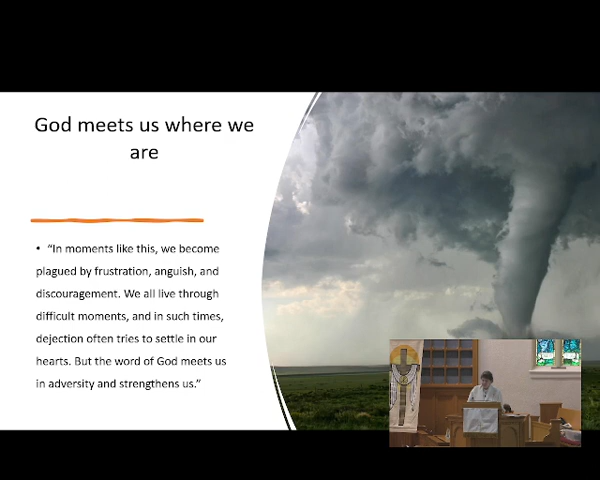 God meets us where we
are
• “In moments like this, we become
plagued by frustration, anguish, and
discouragement. We all live through
difficult moments, and in such times,
dejection often tries to settle in our
hearts. But the word of God meets us
in adversity and strengthens us.”